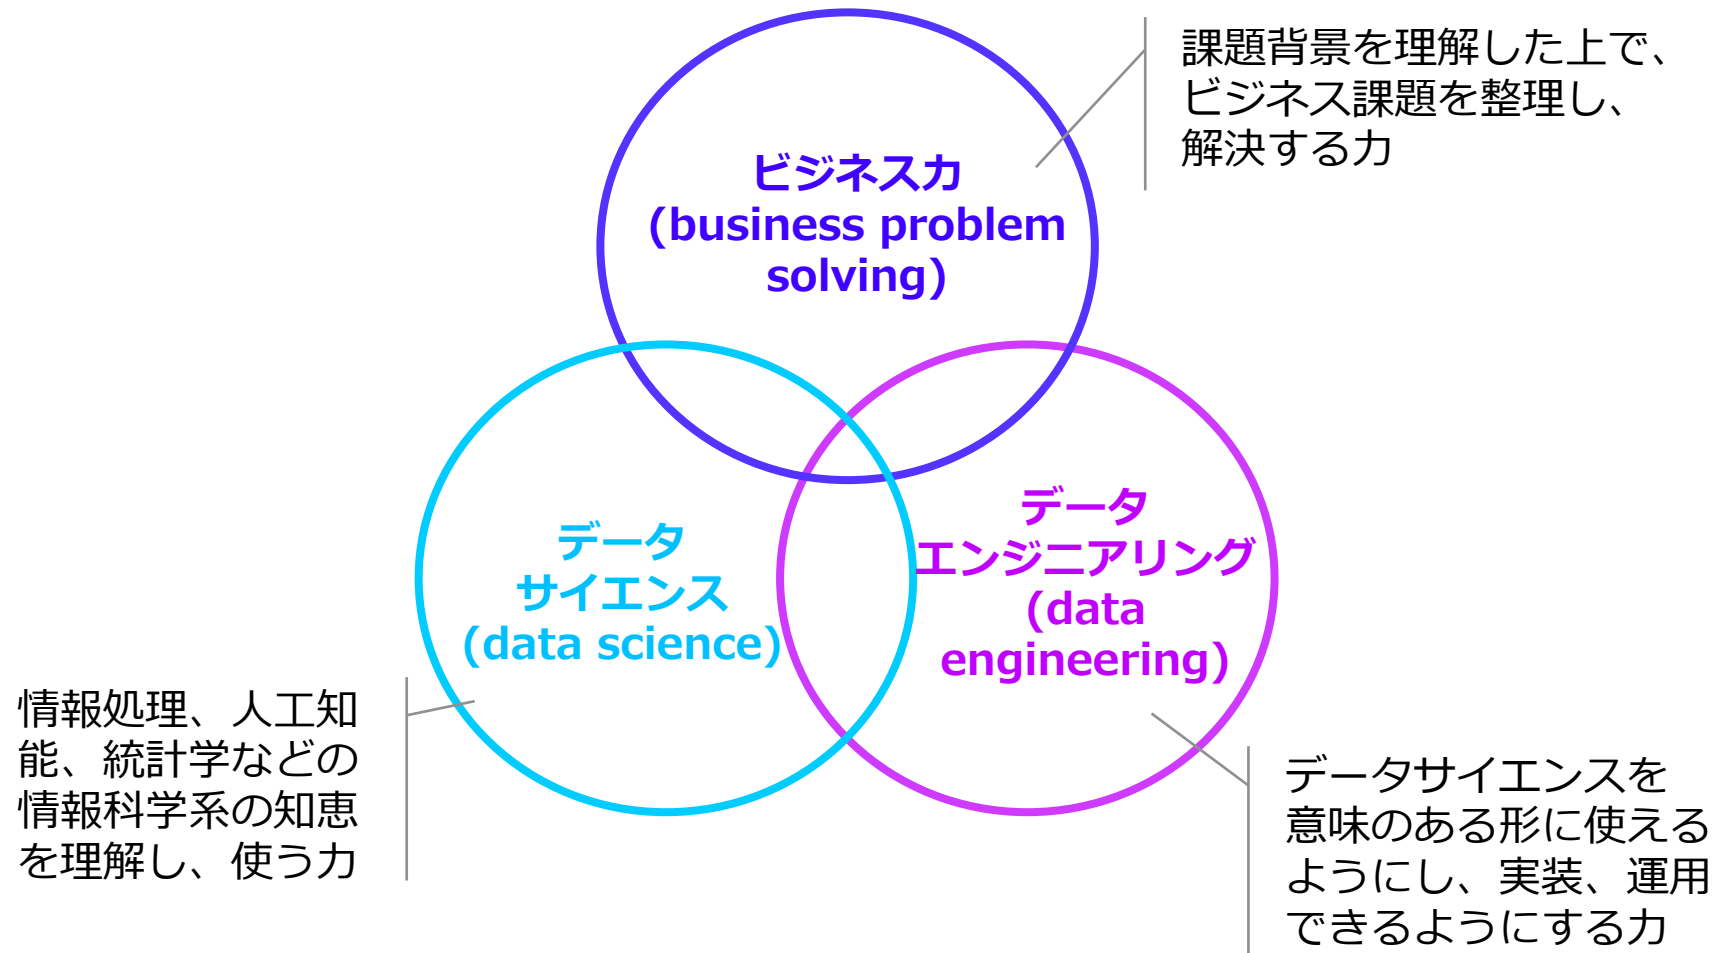 課題背景を理解した上で、
ビジネス課題を整理し、
解決する力
ビジネス力
(business problem
solving)
データ
サイエンス
(data science)
データ
エンジニアリング
(data
engineering)
情報処理、人工知
能、統計学などの
情報科学系の知恵
を理解し、使う力
データサイエンスを
意味のある形に使える
ようにし、実装、運用
できるようにする力